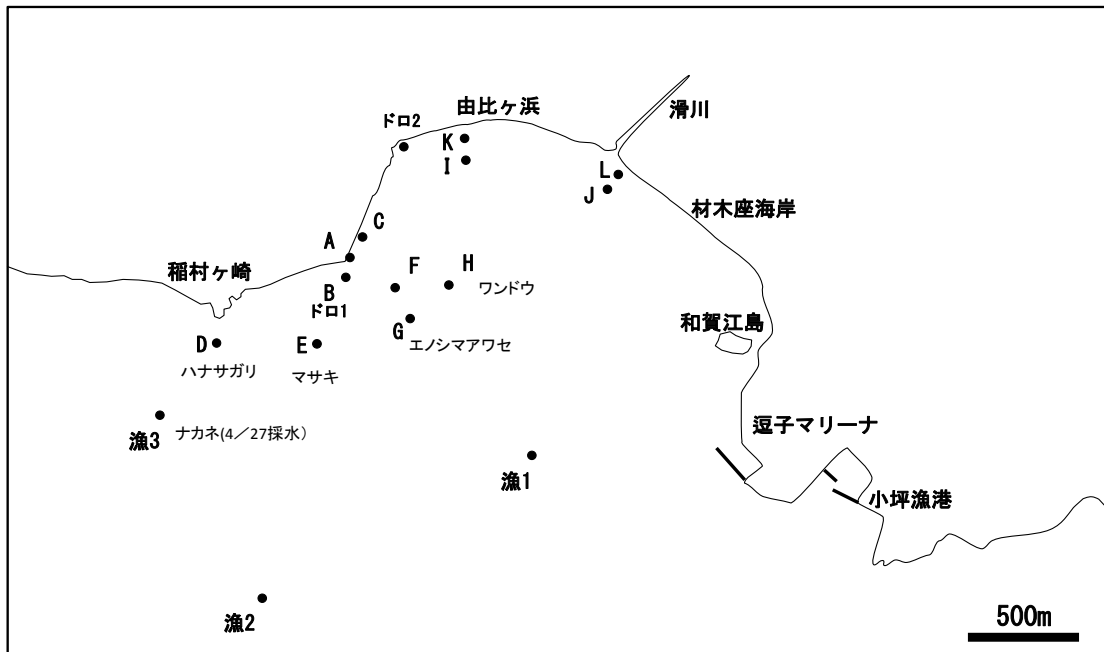 由比ヶ浜
滑川
ドロ2
K
I
L
J
材木座海岸
C
A
稲村ヶ崎
B
ドロ1
F
H
ワンドウ
G
エノシマアワセ
和賀江島
D
ハナサガリ
E
マサキ
漁3
ナカネ(4/27採水)
逗子マリーナ
漁1
小坪漁港
漁2
500m